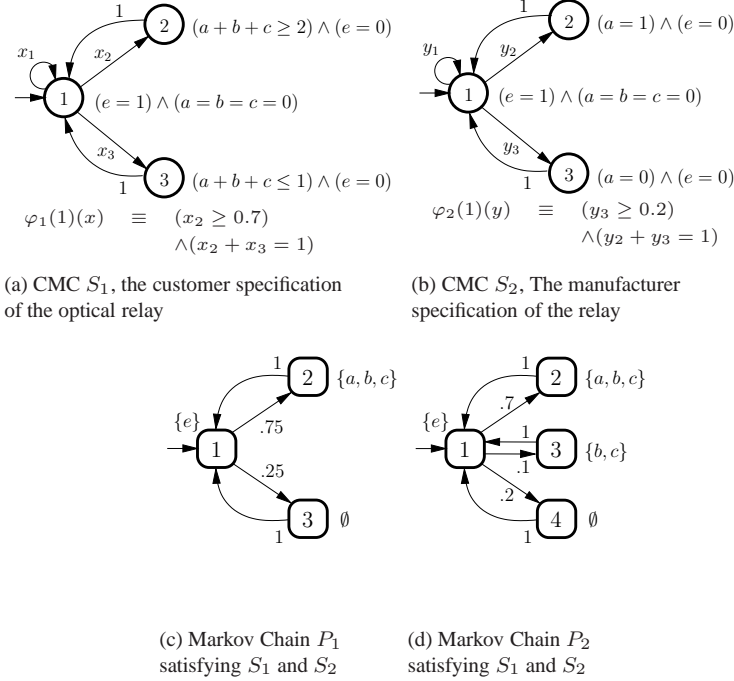 1
2
(a + b + c ≥ 2) ∧ (e = 0)
x₁
x₂
1
(e = 1) ∧ (a = b = c = 0)
x₃
1
3
(a + b + c ≤ 1) ∧ (e = 0)
φ₁(1)(x) ≡ (x₂ ≥ 0.7)
∧(x₂ + x₃ = 1)
(a) CMC S₁, the customer specification
of the optical relay
1
2
(a = 1) ∧ (e = 0)
y₁
y₂
1
(e = 1) ∧ (a = b = c = 0)
y₃
1
3
(a = 0) ∧ (e = 0)
φ₂(1)(y) ≡ (y₃ ≥ 0.2)
∧(y₂ + y₃ = 1)
(b) CMC S₂, The manufacturer
specification of the relay
1
2
{a, b, c}
{e}
.75
1
.25
1
3
∅
(c) Markov Chain P₁
satisfying S₁ and S₂
1
2
{a, b, c}
{e}
.7
1
1
3
{b, c}
.1
.2
1
4
∅
(d) Markov Chain P₂
satisfying S₁ and S₂